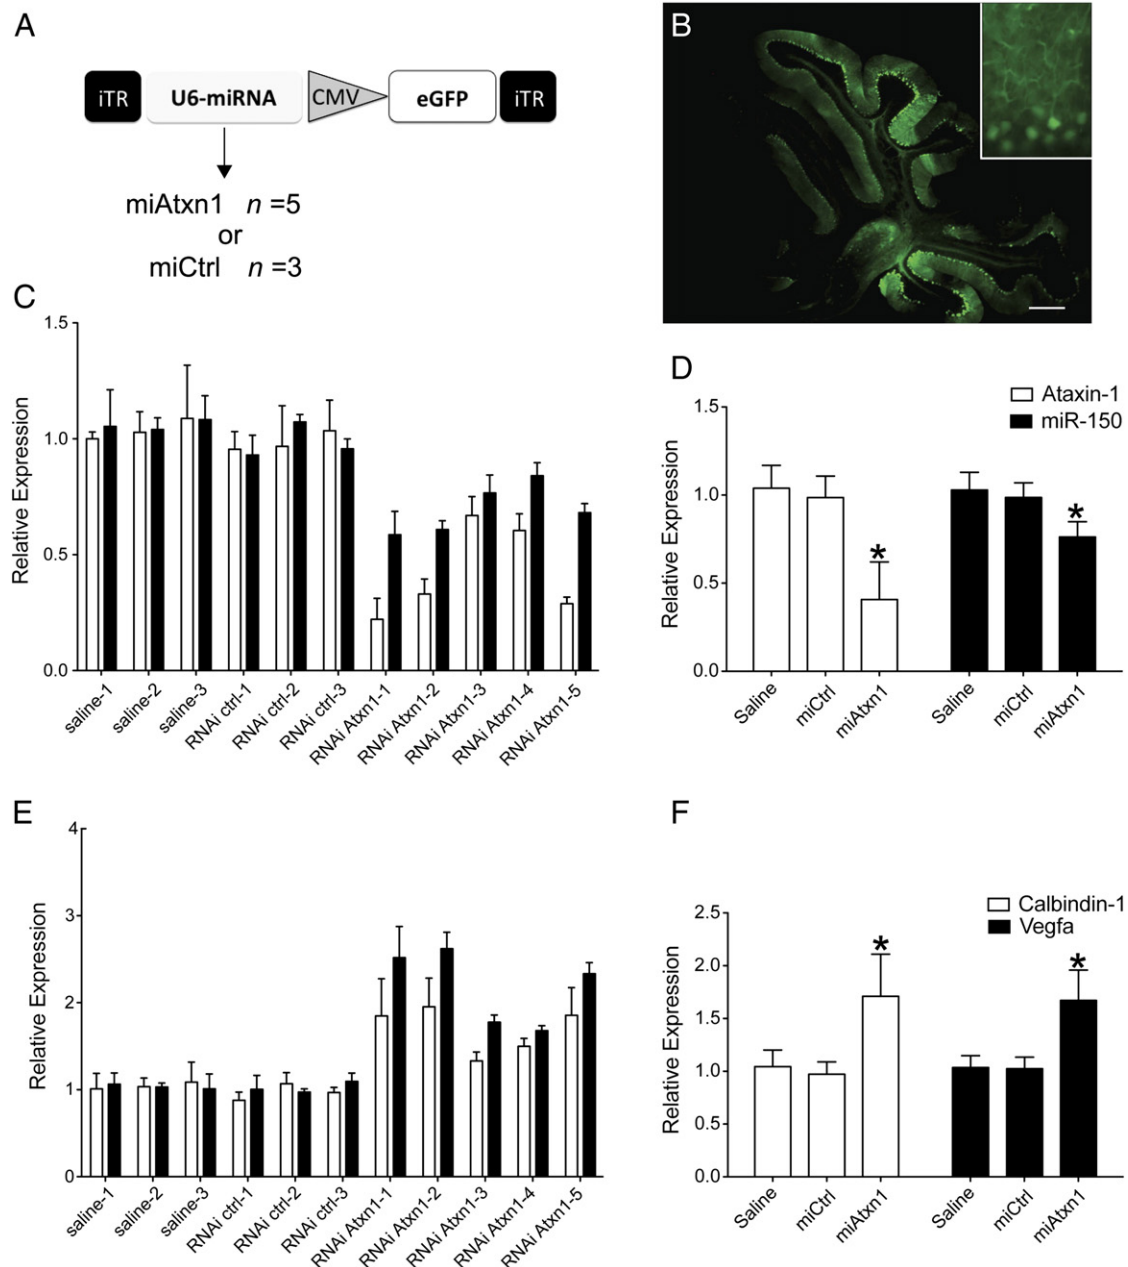 A
iTR U6-miRNA CMV eGFP iTR
miAtxn1 n =5
or
miCtrl n =3
B
C
1.5
1.0
0.5
0.0
Relative Expression
saline-1
saline-2
saline-3
RNAi ctrl-1
RNAi ctrl-2
RNAi ctrl-3
RNAi Atxn1-1
RNAi Atxn1-2
RNAi Atxn1-3
RNAi Atxn1-4
RNAi Atxn1-5
D
Ataxin-1
miR-150
1.5
1.0
0.5
0.0
Relative Expression
*
*
Saline
miCtrl
miAtxn1
Saline
miCtrl
miAtxn1
E
4
3
2
1
0
Relative Expression
saline-1
saline-2
saline-3
RNAi ctrl-1
RNAi ctrl-2
RNAi ctrl-3
RNAi Atxn1-1
RNAi Atxn1-2
RNAi Atxn1-3
RNAi Atxn1-4
RNAi Atxn1-5
F
Calbindin-1
Vegfa
2.5
2.0
1.5
1.0
0.5
0.0
Relative Expression
*
*
Saline
miCtrl
miAtxn1
Saline
miCtrl
miAtxn1